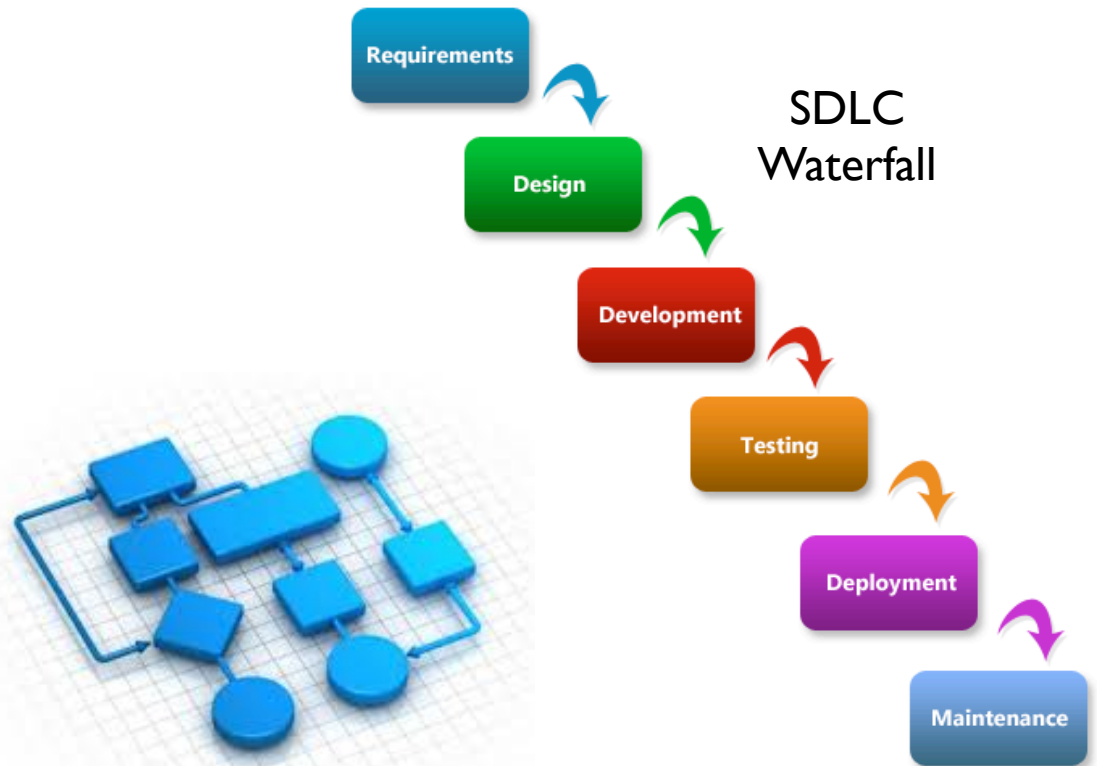 Requirements
SDLC
Waterfall
Design
Development
Testing
Deployment
Maintenance